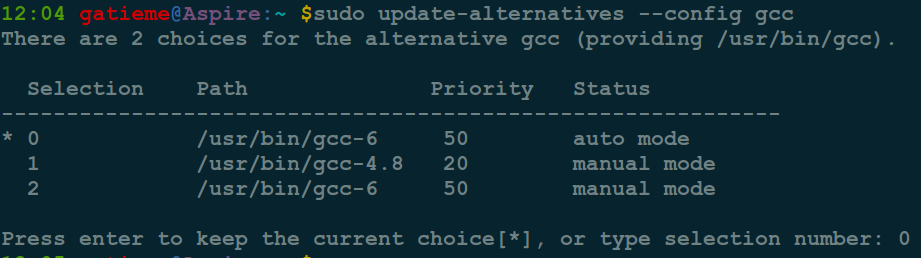 12:04 gatieme@Aspire:~ $sudo update-alternatives --config gcc
There are 2 choices for the alternative gcc (providing /usr/bin/gcc).
Selection Path Priority Status
------------------------------------------------------------
* 0 /usr/bin/gcc-6 50 auto mode
1 /usr/bin/gcc-4.8 20 manual mode
2 /usr/bin/gcc-6 50 manual mode
Press enter to keep the current choice[*], or type selection number: 0